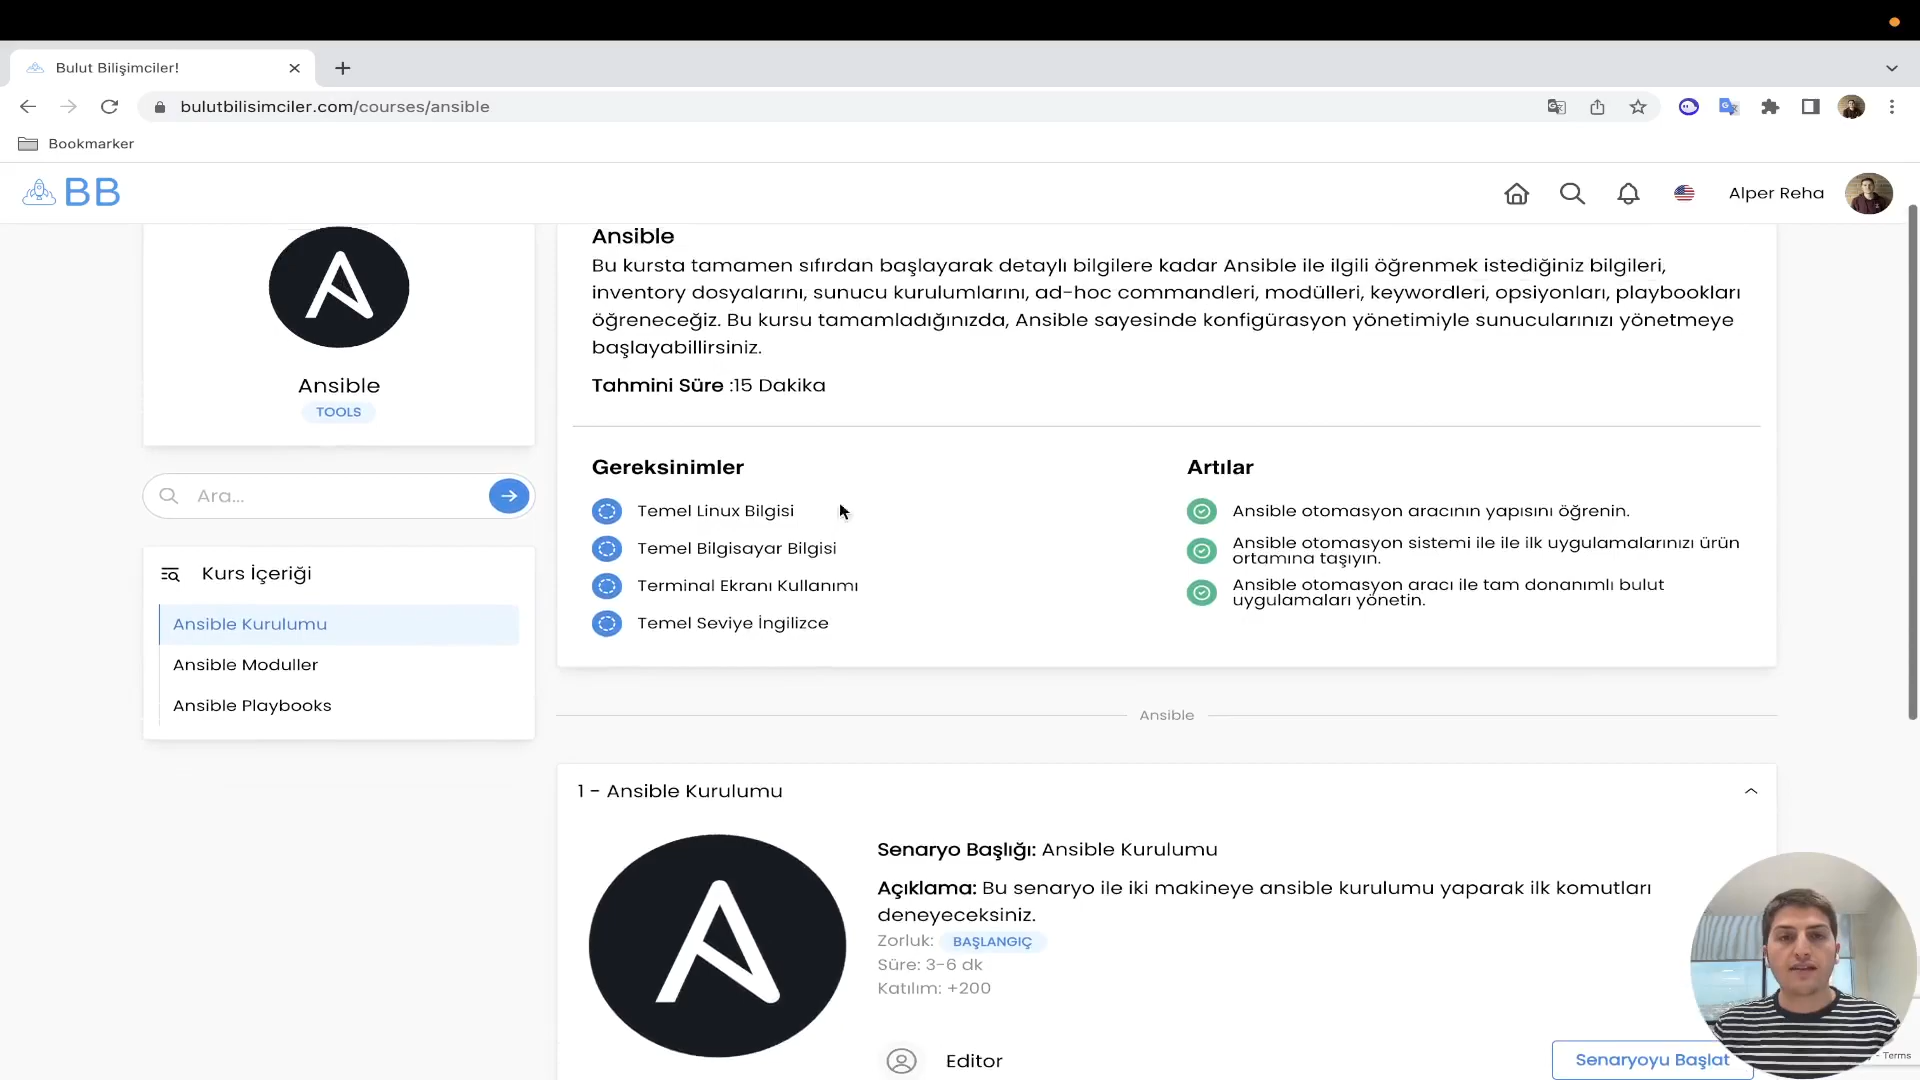 Bulut Bilişimciler!
bulutbilisimciler.com/courses/ansible
Bookmarker
BB
Alper Reha
Ansible
TOOLS
Ara...
Kurs İçeriği
Ansible Kurulumu
Ansible Moduller
Ansible Playbooks
Ansible
Bu kursta tamamen sıfırdan başlayarak detaylı bilgilere kadar Ansible ile ilgili öğrenmek istediğiniz bilgileri,
inventory dosyalarını, sunucu kurulumlarını, ad-hoc commandleri, modülleri, keywordleri, opsiyonları, playbookları
öğreneceğiz. Bu kursu tamamladığınızda, Ansible sayesinde konfigürasyon yönetimiyle sunucularınızı yönetmeye
başlayabillirsiniz.
Tahmini Süre :15 Dakika
Gereksinimler
Temel Linux Bilgisi
Temel Bilgisayar Bilgisi
Terminal Ekranı Kullanımı
Temel Seviye İngilizce
Artılar
Ansible otomasyon aracının yapısını öğrenin.
Ansible otomasyon sistemi ile ile ilk uygulamalarınızı ürün
ortamına taşıyın.
Ansible otomasyon aracı ile tam donanımlı bulut
uygulamaları yönetin.
Ansible
1 - Ansible Kurulumu
Senaryo Başlığı: Ansible Kurulumu
Açıklama: Bu senaryo ile iki makineye ansible kurulumu yaparak ilk komutları
deneyeceksiniz.
Zorluk: BAŞLANGIÇ
Süre: 3-6 dk
Katılım: +200
Editor
Senaryoyu Başlat
- Terms